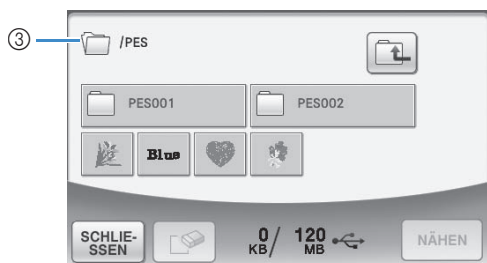 ③
/PES
PES001
PES002
Blue
SCHLIE-
SSEN
0/ 120
KB/ MB
NÄHEN